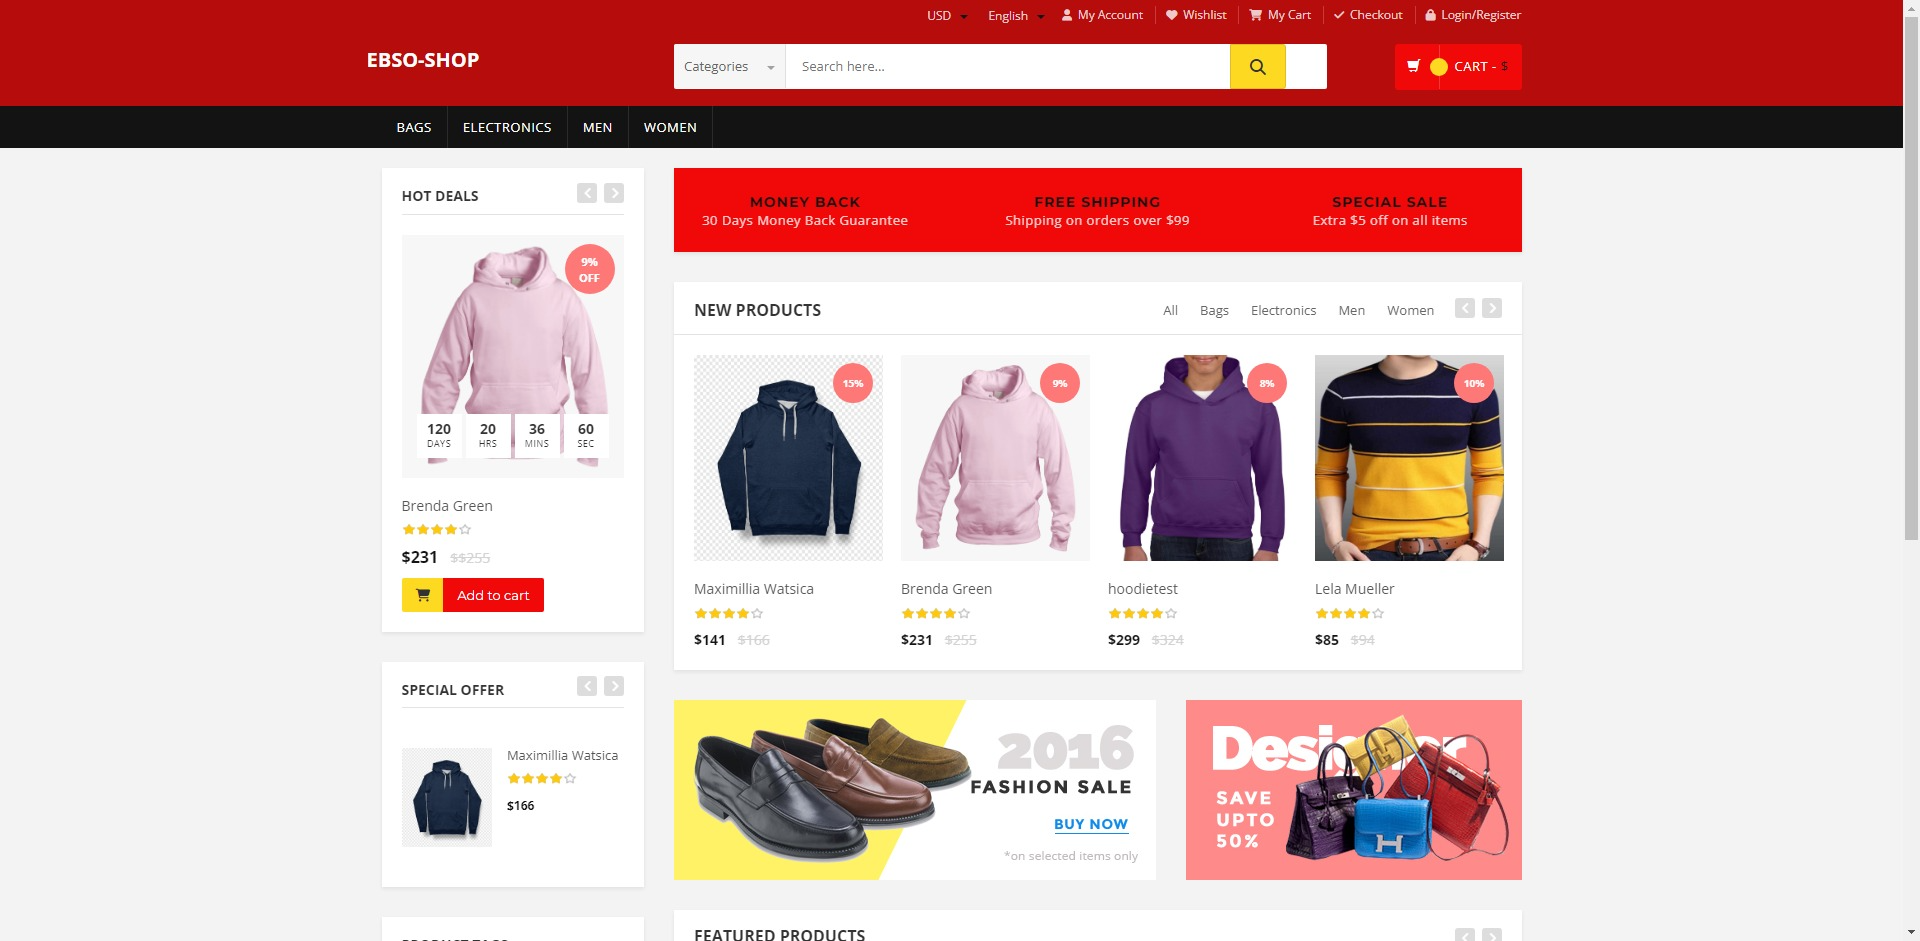 USD
English
My Account
Wishlist
My Cart
Checkout
Login/Register
EBSO-SHOP
Categories
Search here...
CART - $
BAGS
ELECTRONICS
MEN
WOMEN
HOT DEALS
9%
OFF
120
DAYS
20
HRS
36
MINS
60
SEC
Brenda Green
$231 $$255
Add to cart
SPECIAL OFFER
Maximillia Watsica
$166
MONEY BACK
30 Days Money Back Guarantee
FREE SHIPPING
Shipping on orders over $99
SPECIAL SALE
Extra $5 off on all items
NEW PRODUCTS
All
Bags
Electronics
Men
Women
15%
Maximillia Watsica
$141 $166
9%
Brenda Green
$231 $255
8%
hoodietest
$299 $324
10%
Lela Mueller
$85 $94
2016
FASHION SALE
BUY NOW
*on selected items only
Designer
SAVE
UPTO
50%
FEATURED PRODUCTS